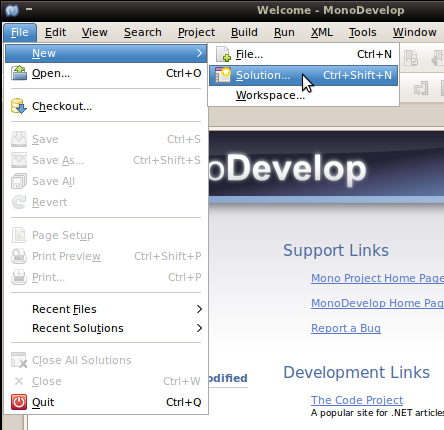 Welcome - MonoDevelop
File Edit View Search Project Build Run XML Tools Window
New
File... Ctrl+N
Open... Ctrl+O
Solution... Ctrl+Shift+N
Workspace...
Checkout...
Save Ctrl+S
Save As... Ctrl+Shift+S
Save All
Revert
Page Setup
Print Preview Ctrl+Shift+P
Print... Ctrl+P
Recent Files
Recent Solutions
Close All Solutions
Close Ctrl+W
Quit Ctrl+Q
oDevelop
Support Links
Mono Project Home Page
MonoDevelop Home Page
Report a Bug
odified
Development Links
The Code Project
A popular site for .NET articles